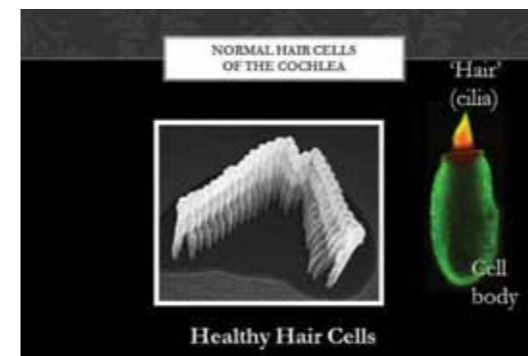 NORMAL HAIR CELLS
OF THE COCHLEA
'Hair'
(cilia)
Cell
body
Healthy Hair Cells